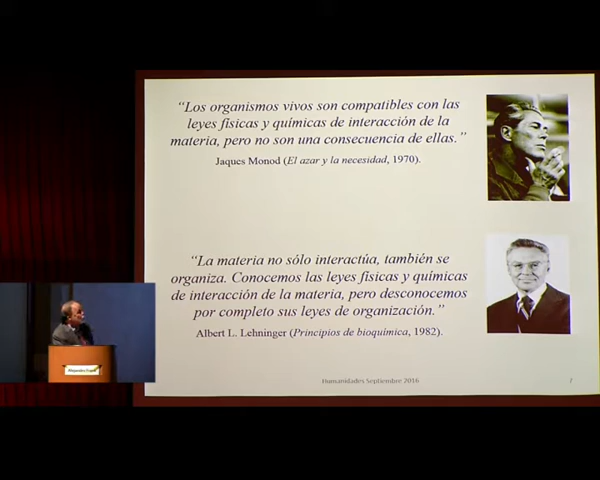 “Los organismos vivos son compatibles con las
leyes físicas y químicas de interacción de la
materia, pero no son una consecuencia de ellas.”
Jaques Monod (El azar y la necesidad, 1970).
“La materia no sólo interactúa, también se
organiza. Conocemos las leyes físicas y químicas
de interacción de la materia, pero desconocemos
por completo sus leyes de organización.”
Albert L. Lehninger (Principios de bioquímica, 1982).
Humanidades Septiembre 2016
7